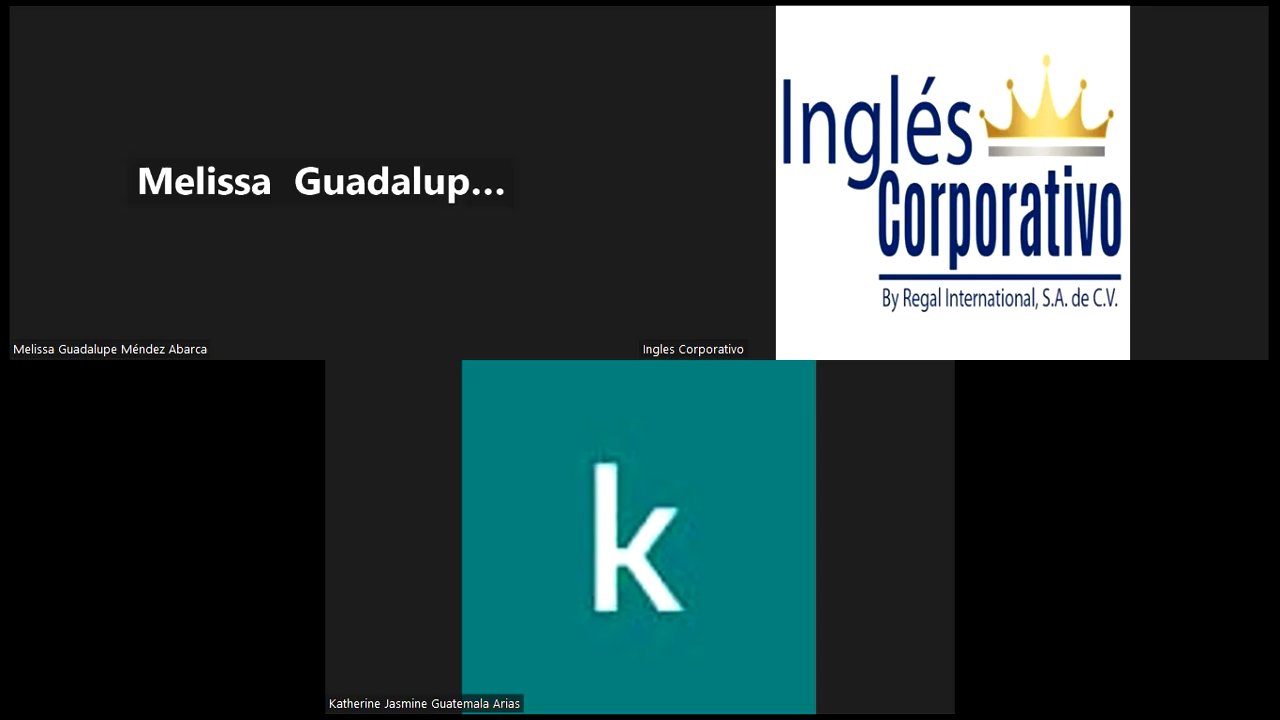 Melissa Guadalup...
Melissa Guadalupe Méndez Abarca
Inglés
Corporativo
By Regal International, S.A. de C.V.
Ingles Corporativo
k
Katherine Jasmine Guatemala Arias